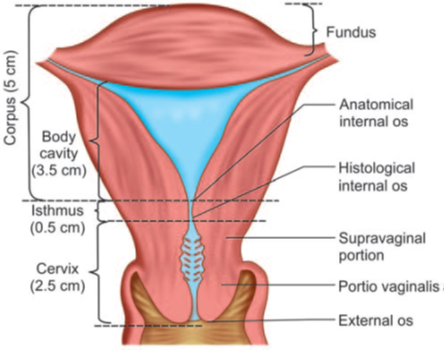 Fundus
Corpus (5 cm)
Body
cavity
(3.5 cm)
Anatomical
internal os
Histological
internal os
Isthmus
(0.5 cm)
Supravaginal
portion
Cervix
(2.5 cm)
Portio vaginalis
External os